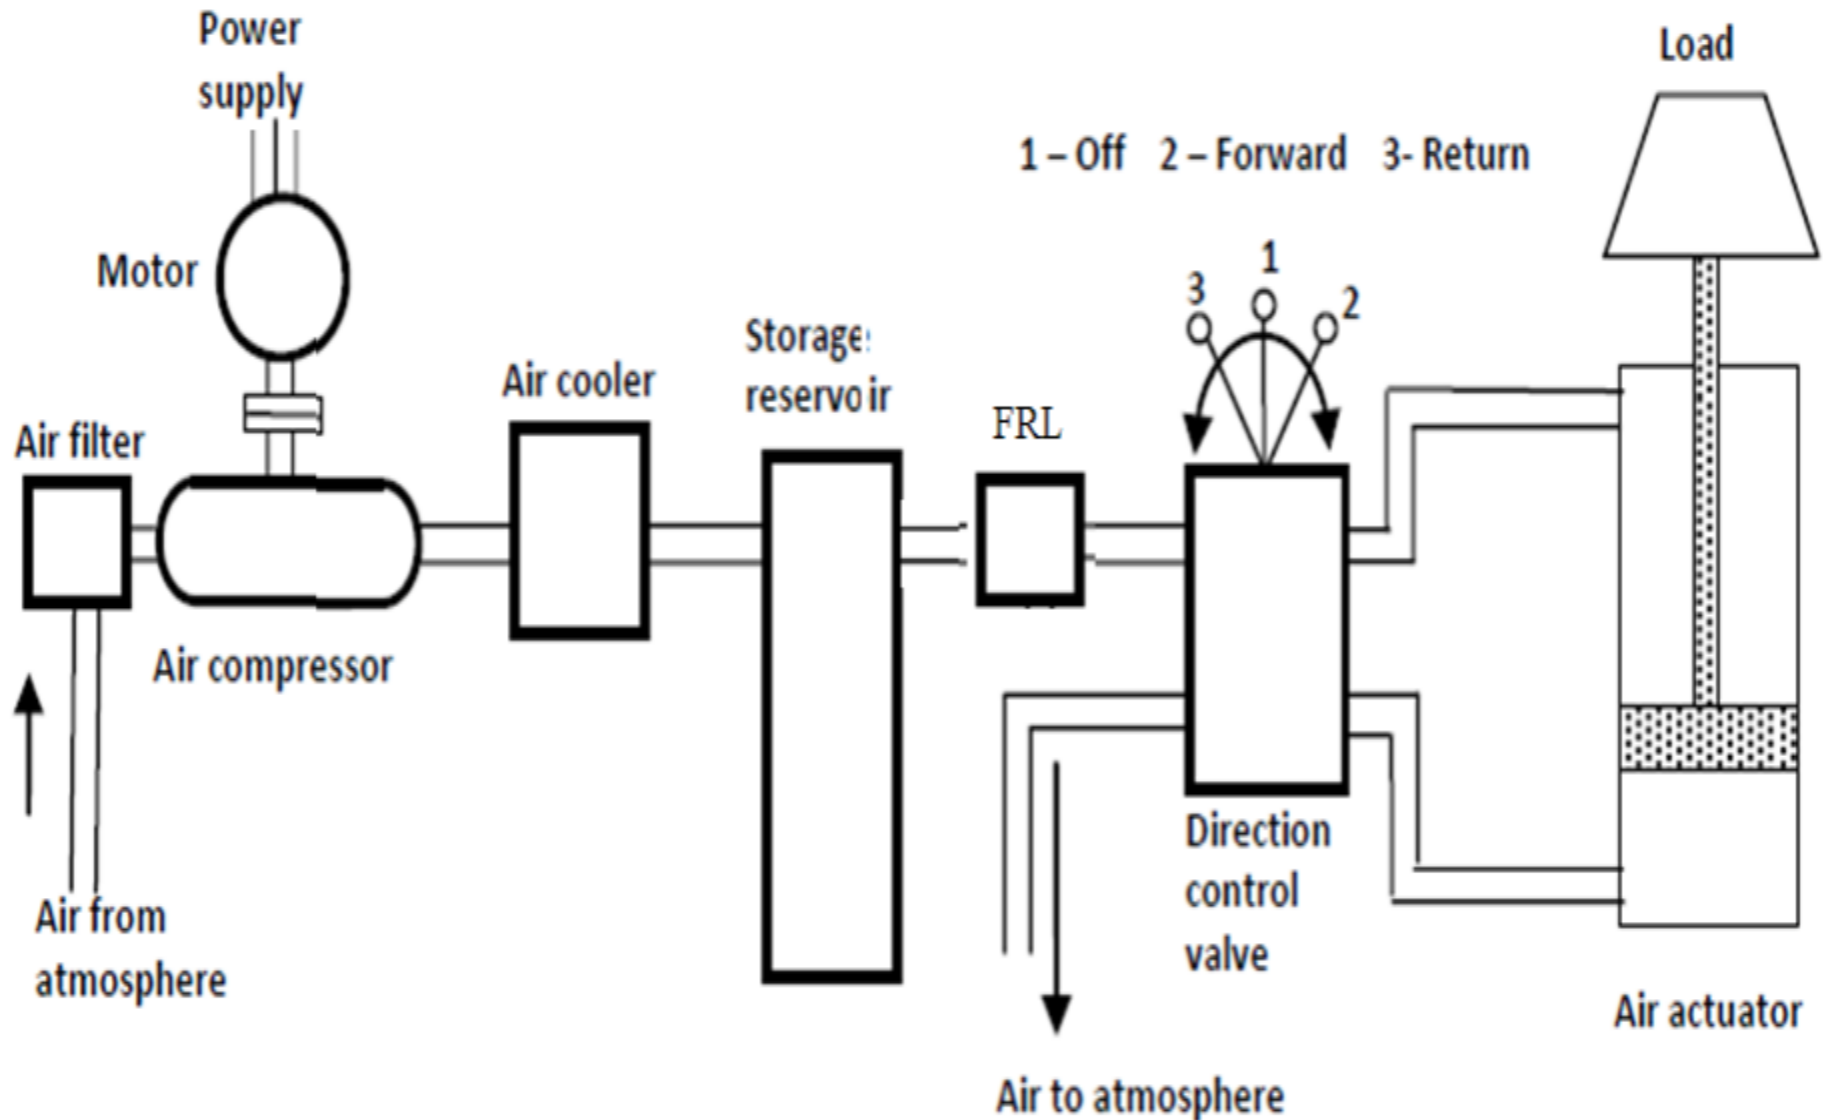 Power
supply
Load
1 – Off 2 – Forward 3- Return
Motor
1
3
2
Storage
reservoir
Air cooler
FRL
Air filter
Air compressor
Direction
control
valve
Air from
atmosphere
Air actuator
Air to atmosphere